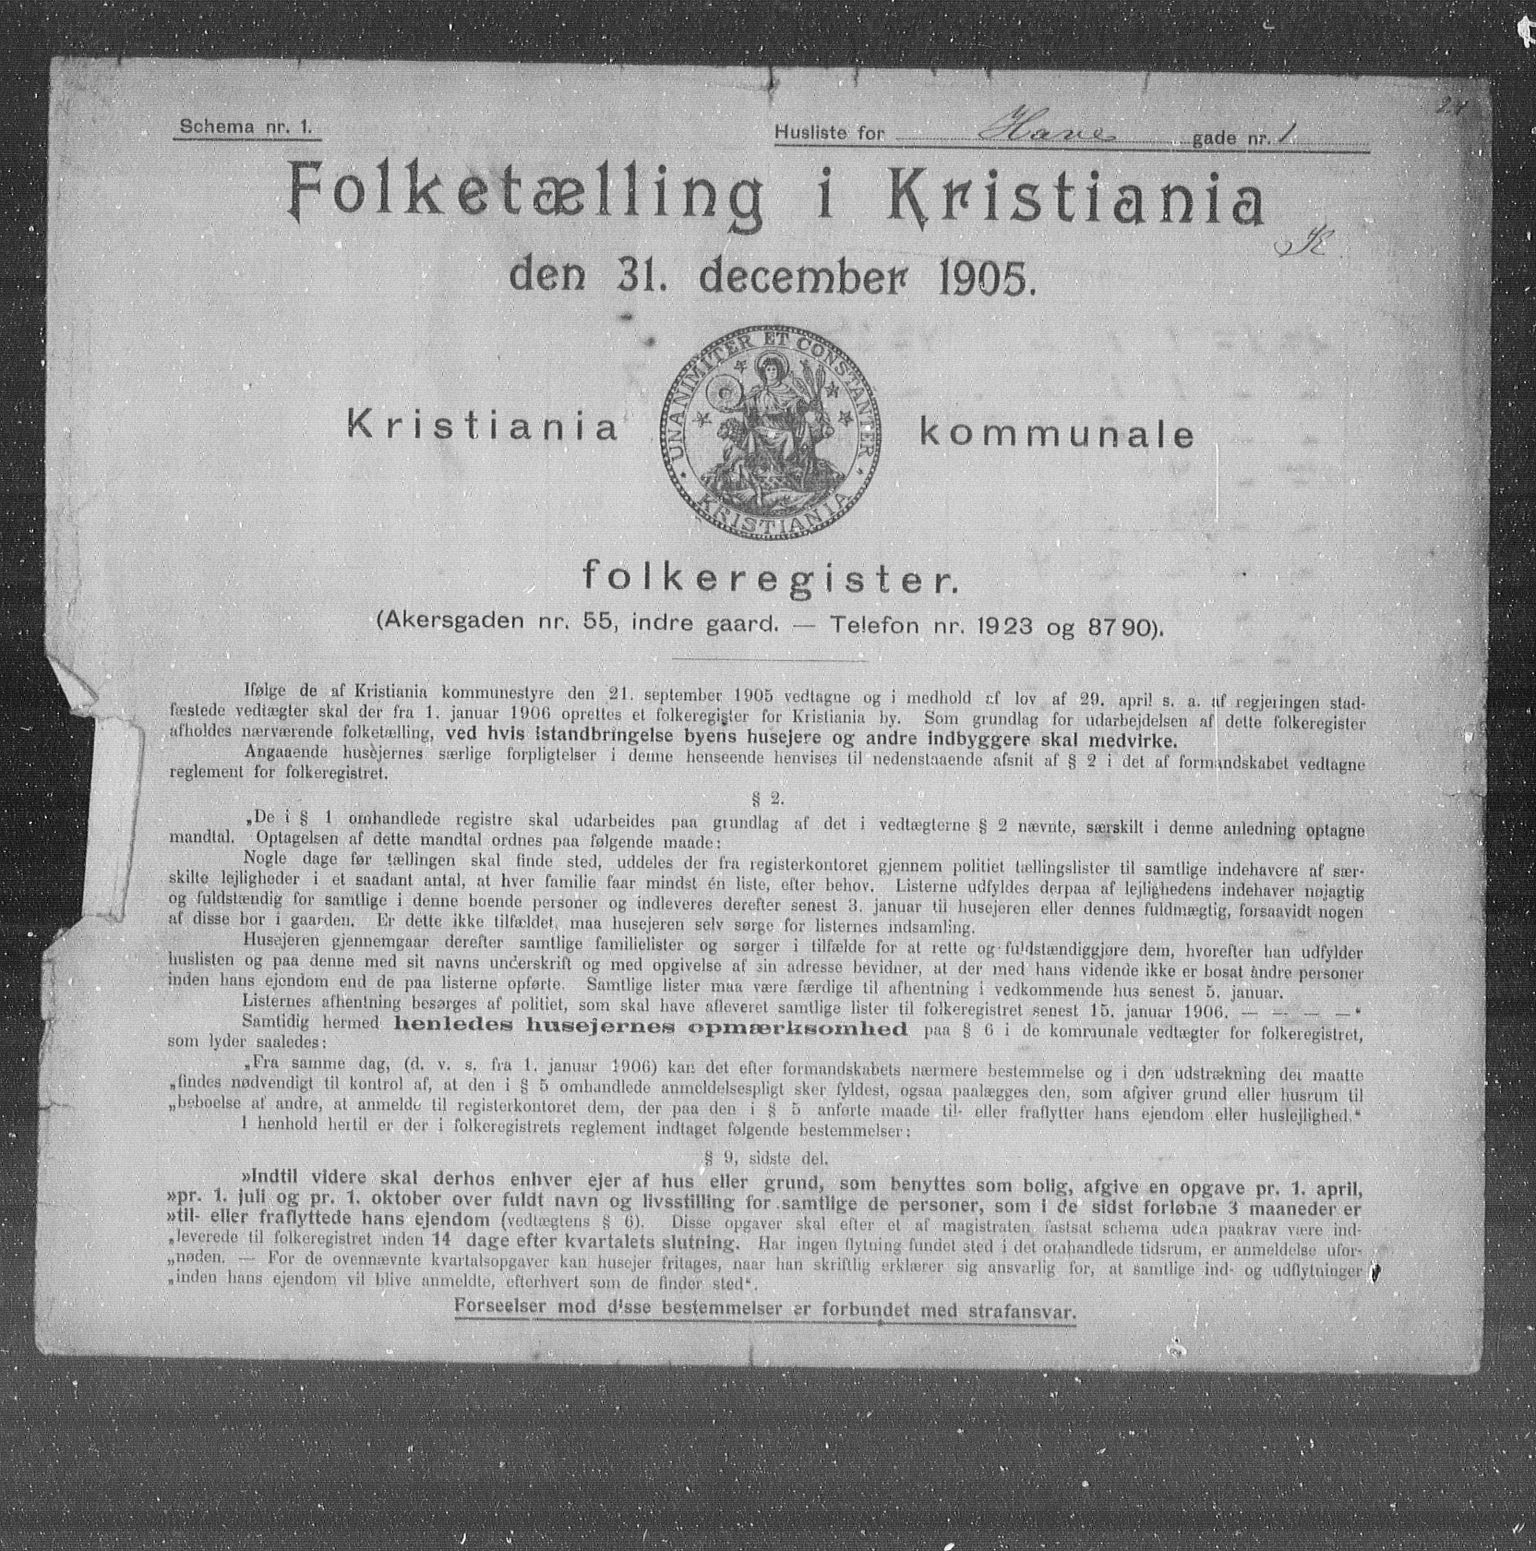 24
Schema nr. 1.
Husliste for Have gade nr. 1
Folketælling i Kristiania
K.
den 31. december 1905.
UNANIMITER ET CONSTANTER
KRISTIANIA
Kristiania kommunale
folkeregister.
(Akersgaden nr. 55, indre gaard. — Telefon nr. 1923 og 8790).
Ifølge de af Kristiania kommunestyre den 21. september 1905 vedtagne og i medhold af lov af 29. april s. a. af regjeringen stad-
fæstede vedtægter skal der fra 1. januar 1906 oprettes et folkeregister for Kristiania by. Som grundlag for udarbejdelsen af dette folkeregister
afholdes nærværende folketælling, ved hvis istandbringelse byens husejere og andre indbyggere skal medvirke.
Angaaende husejernes særlige forpligtelser i denne henseende henvises til nedenstaaende afsnit af § 2 i det af formandskabet vedtagne
reglement for folkeregistret.
§ 2.
„De i § 1 omhandlede registre skal udarbeides paa grundlag af det i vedtægterne § 2 nævnte, særskilt i denne anledning optagne
mandtal. Optagelsen af dette mandtal ordnes paa følgende maade:
Nogle dage før tællingen skal finde sted, uddeles der fra registerkontoret gjennem politiet tællingslister til samtlige indehavere af sær-
skilte lejligheder i et saadant antal, at hver familie faar mindst én liste, efter behov. Listerne udfyldes derpaa af lejlighedens indehaver nøjagtig
og fuldstændig for samtlige i denne boende personer og indleveres derefter senest 3. januar til husejeren eller dennes fuldmægtig, forsaavidt nogen
af disse bor i gaarden. Er dette ikke tilfældet, maa husejeren selv sørge for listernes indsamling.
Husejeren gjennemgaar derefter samtlige familielister og sørger i tilfælde for at rette og fuldstændiggjøre dem, hvorefter han udfylder
huslisten og paa denne med sit navns underskrift og med opgivelse af sin adresse bevidner, at der med hans vidende ikke er bosat andre personer
inden hans ejendom end de paa listerne opførte. Samtlige lister maa være færdige til afhentning i vedkommende hus senest 5. januar.
Listernes afhentning besørges af politiet, som skal have afleveret samtlige lister til folkeregistret senest 15. januar 1906. — — — —“
Samtidig hermed henledes husejernes opmærksomhed paa § 6 i de kommunale vedtægter for folkeregistret,
som lyder saaledes:
„Fra samme dag, (d. v. s. fra 1. januar 1906) kan det efter formandskabets nærmere bestemmelse og i den udstrækning det maatte
„findes nødvendigt til kontrol af, at den i § 5 omhandlede anmeldelsespligt sker fyldest, ogsaa paalægges den, som afgiver grund eller husrum til
„beboelse af andre, at anmelde til registerkontoret dem, der paa den i § 5 anførte maade til- eller fraflytter hans ejendom eller huslejlighed.“
I henhold hertil er der i folkeregistrets reglement indtaget følgende bestemmelser:
§ 9, sidste del.
»Indtil videre skal derhos enhver ejer af hus eller grund, som benyttes som bolig, afgive en opgave pr. 1. april,
»pr. 1. juli og pr. 1. oktober over fuldt navn og livsstilling for samtlige de personer, som i de sidst forløbne 3 maaneder er
»til- eller fraflyttede hans ejendom (vedtægtens § 6). Disse opgaver skal efter et af magistraten fastsat schema uden paakrav være ind-
„leverede til folkeregistret inden 14 dage efter kvartalets slutning. Har ingen flytning fundet sted i det omhandlede tidsrum, er anmeldelse ufor-
„nøden. — For de ovennævnte kvartalsopgaver kan husejer fritages, naar han skriftlig erklærer sig ansvarlig for, at samtlige ind- og udflytninger
„inden hans ejendom vil blive anmeldte, efterhvert som de finder sted“.
Forseelser mod disse bestemmelser er forbundet med strafansvar.